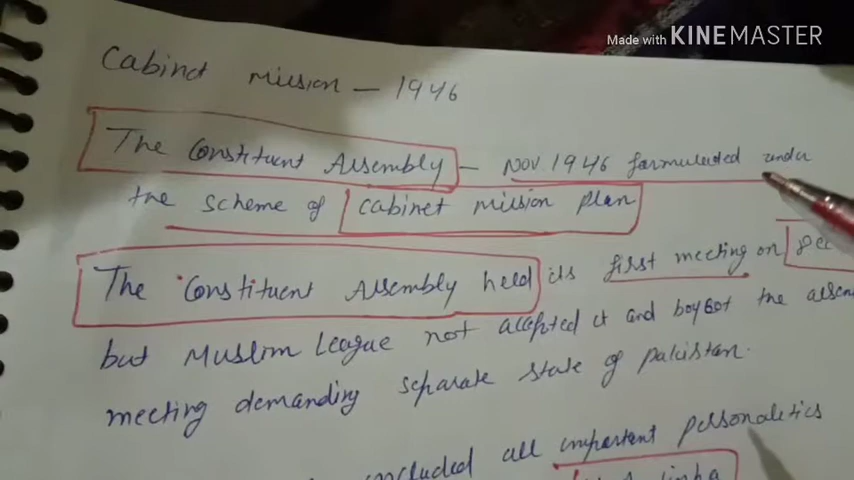 Made with KINEMASTER
Cabinet mission - 1946
The Constituent Assembly - Nov 1946 formulated under
the scheme of cabinet mission plan
The Constituent Assembly held its first meeting on
but Muslim League not accepted it and boycot the
meeting demanding separate state of pakistan.
included all important personaletics